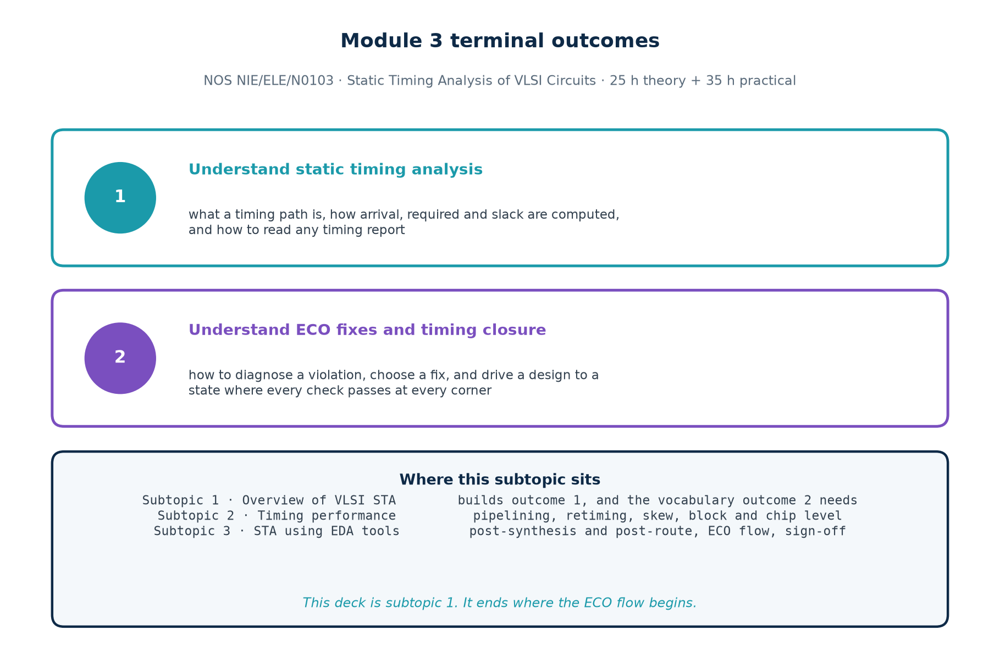 Module 3 terminal outcomes
NOS NIE/ELE/N0103 · Static Timing Analysis of VLSI Circuits · 25 h theory + 35 h practical
1
Understand static timing analysis
what a timing path is, how arrival, required and slack are computed,
and how to read any timing report
2
Understand ECO fixes and timing closure
how to diagnose a violation, choose a fix, and drive a design to a
state where every check passes at every corner
Where this subtopic sits
Subtopic 1 · Overview of VLSI STA builds outcome 1, and the vocabulary outcome 2 needs
Subtopic 2 · Timing performance pipelining, retiming, skew, block and chip level
Subtopic 3 · STA using EDA tools post-synthesis and post-route, ECO flow, sign-off
This deck is subtopic 1. It ends where the ECO flow begins.